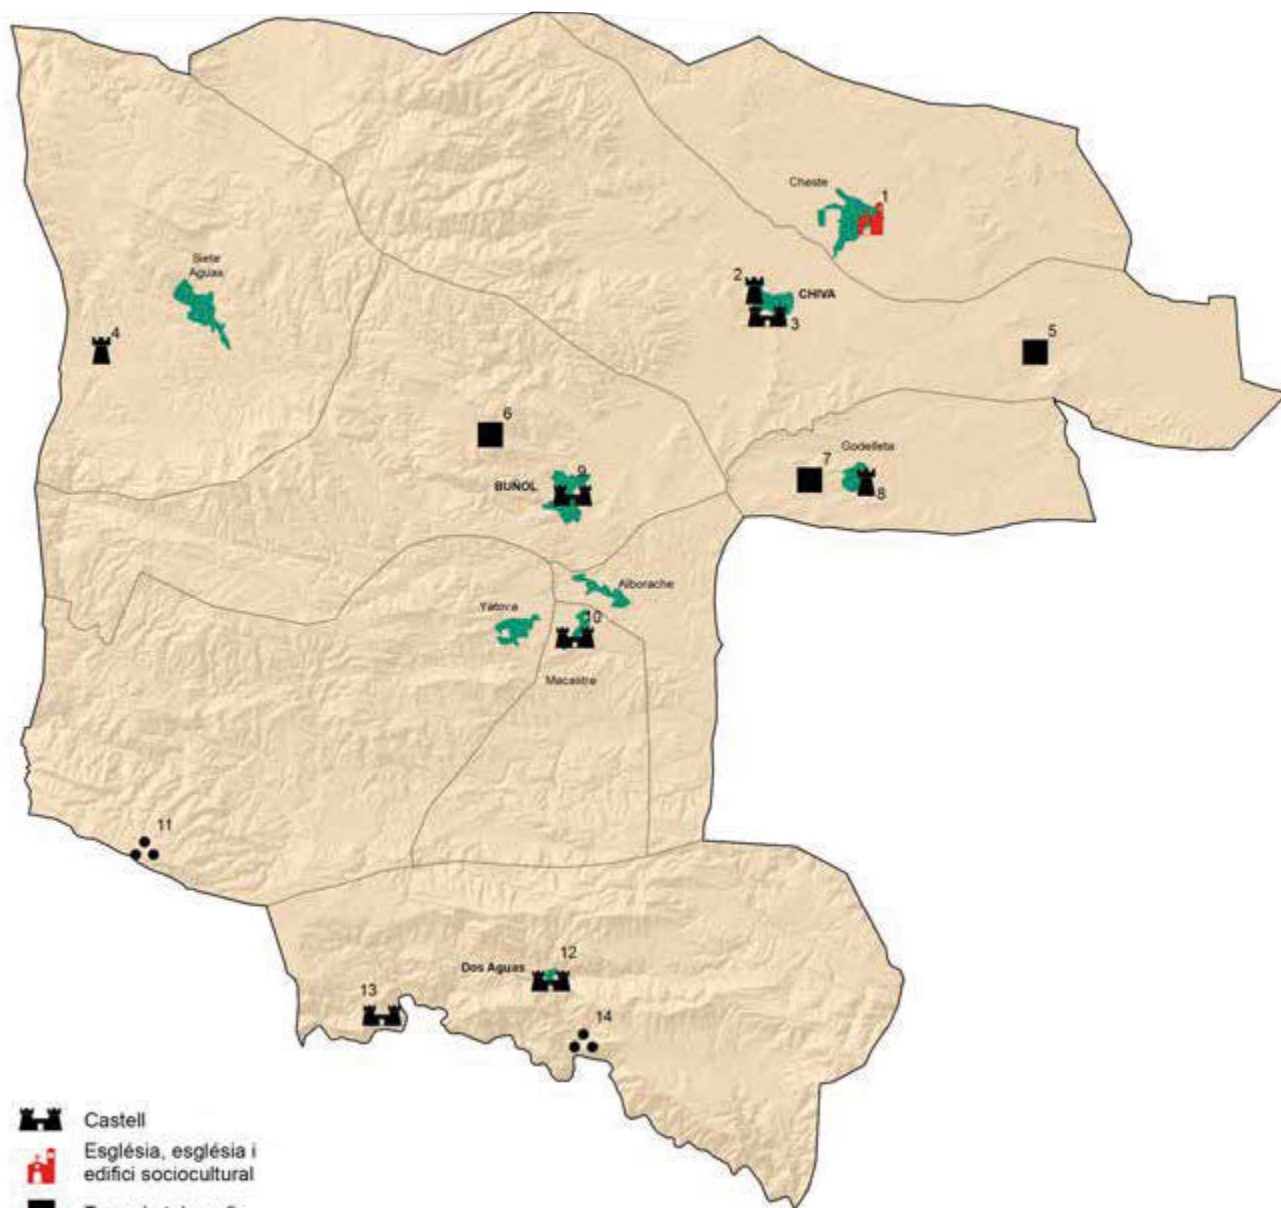 Cheste
1
Siete
Aguas
2
CHIVA
3
4
5
6
Godelleta
7
8
9
BUÑOL
Alborache
Yátova
10
Macastre
11
12
Dos Aguas
13
14
Castell
Església, església i
edifici sociocultural